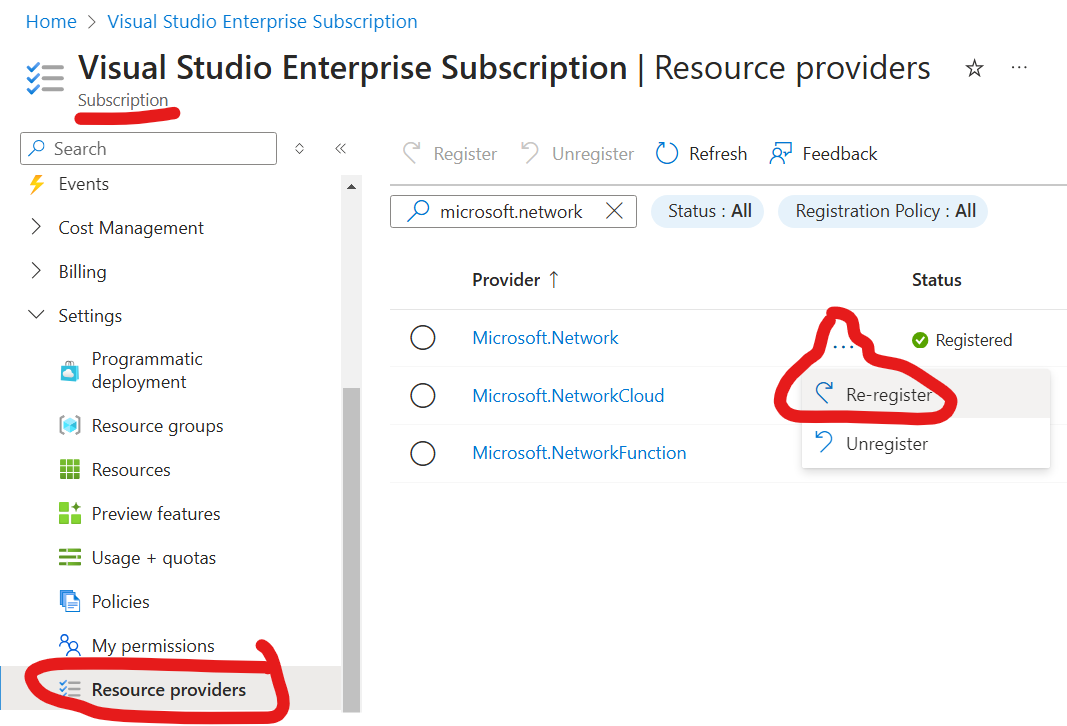 Home > Visual Studio Enterprise Subscription
Visual Studio Enterprise Subscription | Resource providers
Subscription
Search
Events
Cost Management
Billing
Settings
Programmatic
deployment
Resource groups
Resources
Preview features
Usage + quotas
Policies
My permissions
Resource providers
Register Unregister Refresh Feedback
microsoft.network Status : All Registration Policy : All
Provider ↑ Status
Microsoft.Network ... Registered
Microsoft.NetworkCloud
Microsoft.NetworkFunction
Re-register
Unregister